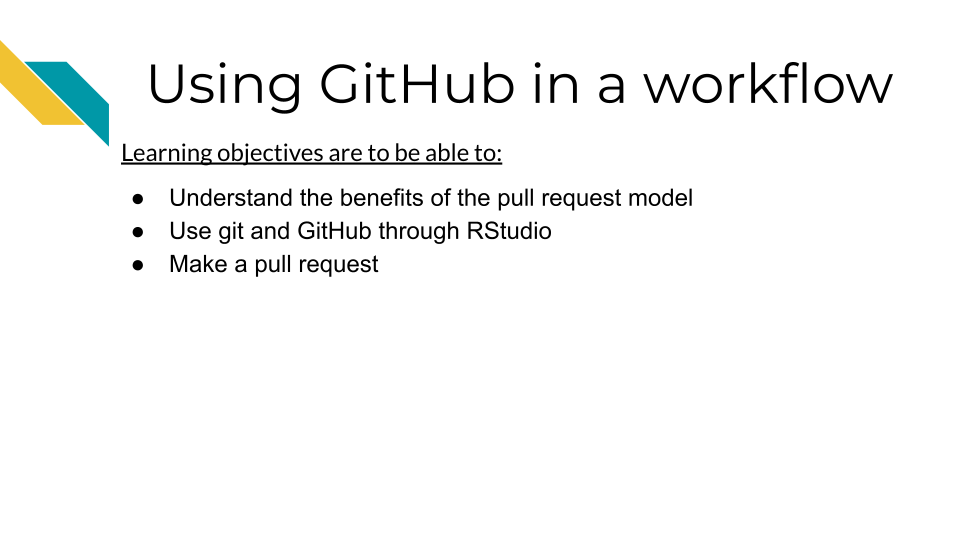 Using GitHub in a workflow
Learning objectives are to be able to:
● Understand the benefits of the pull request model
● Use git and GitHub through RStudio
● Make a pull request